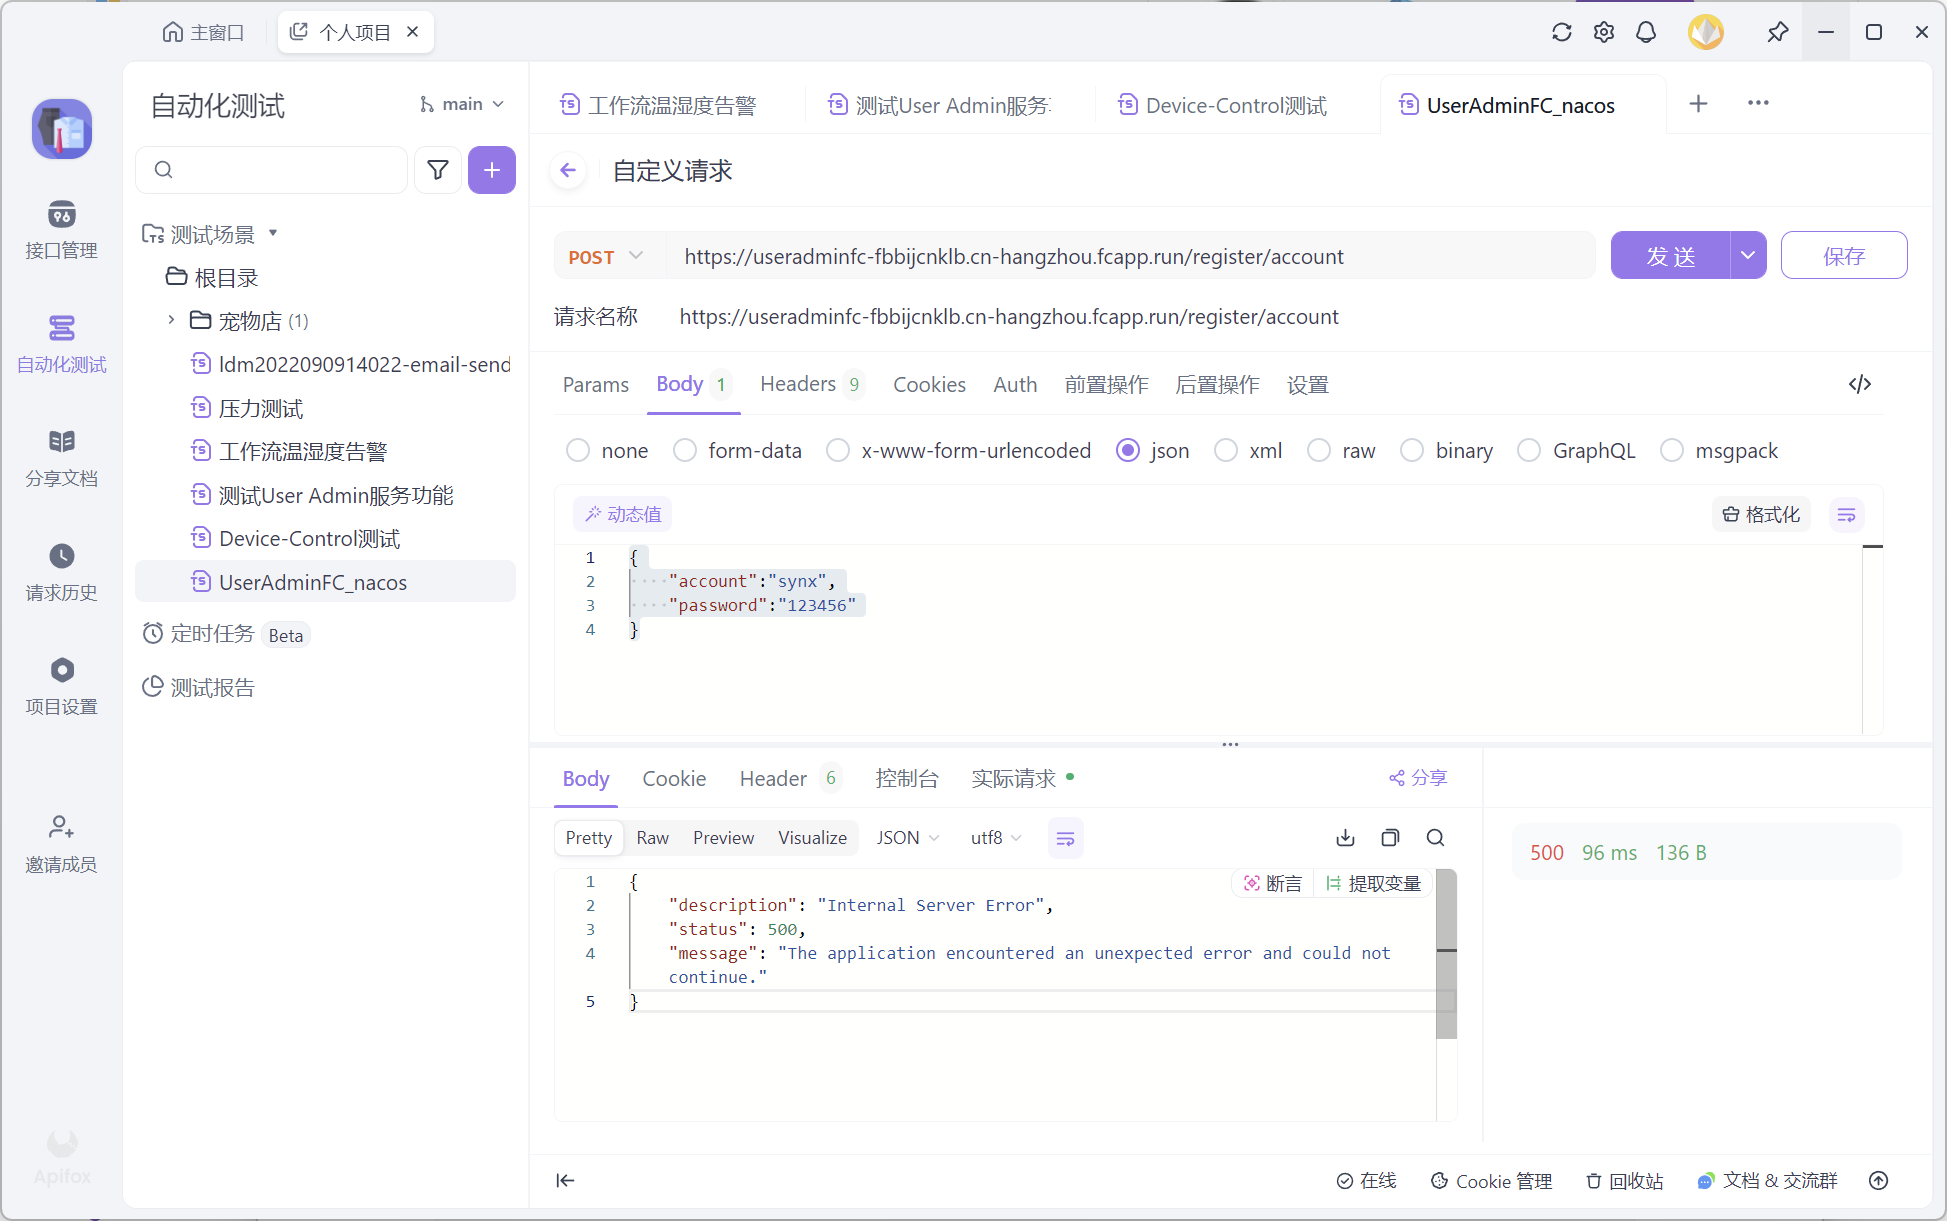 主窗口
个人项目
自动化测试
main
接口管理
自动化测试
分享文档
请求历史
项目设置
邀请成员
Apifox
测试场景
根目录
宠物店 (1)
ldm2022090914022-email-send
压力测试
工作流温湿度告警
测试User Admin服务功能
Device-Control测试
UserAdminFC_nacos
定时任务 Beta
测试报告
工作流温湿度告警
测试User Admin服务
Device-Control测试
UserAdminFC_nacos
自定义请求
POST https://useradminfc-fbbijcnklb.cn-hangzhou.fcapp.run/register/account
发 送
保存
请求名称 https://useradminfc-fbbijcnklb.cn-hangzhou.fcapp.run/register/account
Params Body 1 Headers 9 Cookies Auth 前置操作 后置操作 设置
none form-data x-www-form-urlencoded json xml raw binary GraphQL msgpack
动态值
格式化
1 {
2 "account":"synx",
3 "password":"123456"
4 }
Body Cookie Header 6 控制台 实际请求
分享
Pretty Raw Preview Visualize JSON utf8
500 96 ms 136 B
断言 提取变量
1 {
2 "description": "Internal Server Error",
3 "status": 500,
4 "message": "The application encountered an unexpected error and could not
continue."
5 }
在线 Cookie 管理 回收站 文档 & 交流群